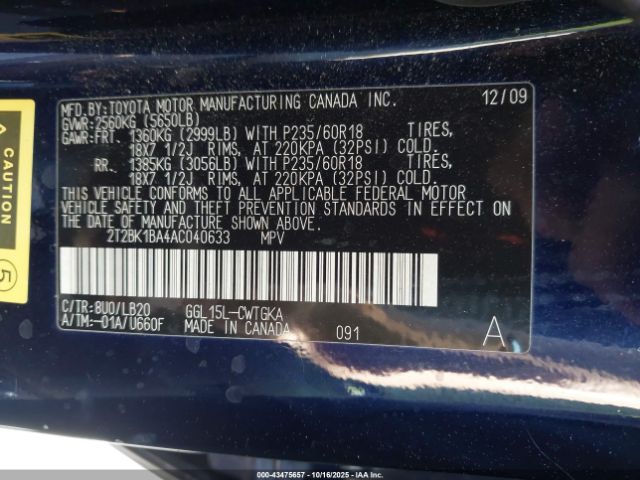 MFD.BY:TOYOTA MOTOR MANUFACTURING CANADA INC. 12/09
GVWR:2560KG (5650LB)
GAWR:FRT. 1360KG (2999LB) WITH P235/60R18 TIRES,
18X7 1/2J RIMS, AT 220KPA (32PSI) COLD.
RR. 1385KG (3056LB) WITH P235/60R18 TIRES,
18X7 1/2J RIMS, AT 220KPA (32PSI) COLD.
THIS VEHICLE CONFORMS TO ALL APPLICABLE FEDERAL MOTOR
VEHICLE SAFETY AND THEFT PREVENTION STANDARDS IN EFFECT ON
THE DATE OF MANUFACTURE SHOWN ABOVE.
2T2BK1BA4AC040633 MPV
C/TR:8U0/LB20 GGL15L-CWTGKA
A/TM:-01A/U660F MADE IN CANADA 091 A
CAUTION
5
000-43475657 - 10/16/2025 - IAA Inc.